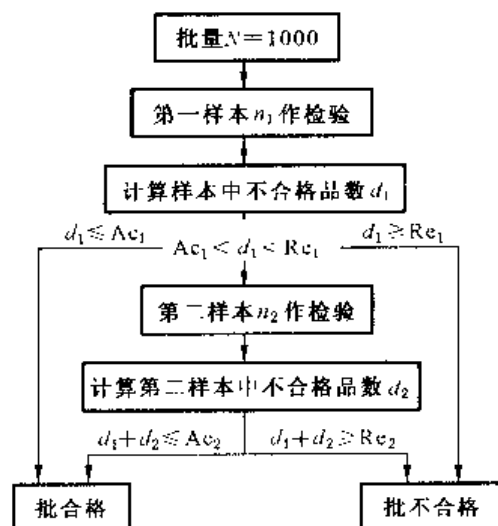 批量N=1000
第一样本n₁作检验
计算样本中不合格品数d₁
d₁≤Ac₁
Ac₁<d₁<Re₁
d₁≥Re₁
第二样本n₂作检验
计算第二样本中不合格品数d₂
d₁+d₂≤Ac₂
d₁+d₂≥Re₂
批合格
批不合格